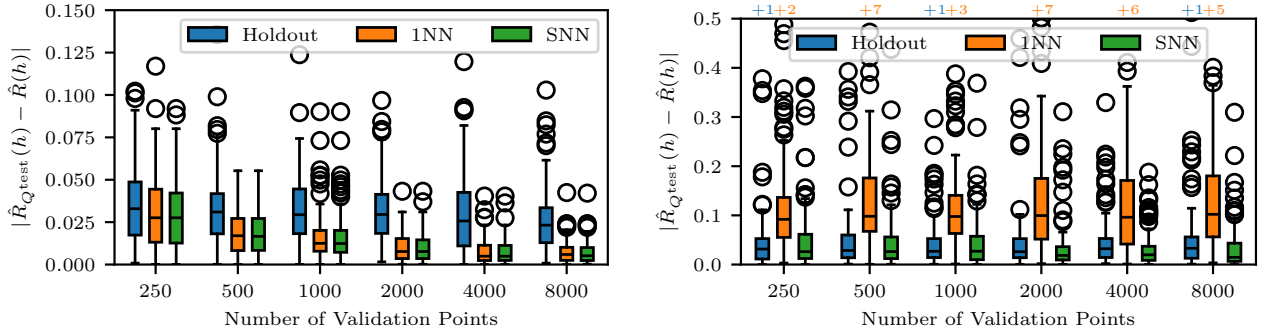 0.150
0.125
0.100
0.075
0.050
0.025
0.000
|R̂_{Q^{test}}(h) − R̂(h)|
Holdout 1NN SNN
250 500 1000 2000 4000 8000
Number of Validation Points
+1+2 +7 +1+3 +7 +6 +1+5
0.5
0.4
0.3
0.2
0.1
0.0
|R̂_{Q^{test}}(h) − R̂(h)|
Holdout 1NN SNN
250 500 1000 2000 4000 8000
Number of Validation Points